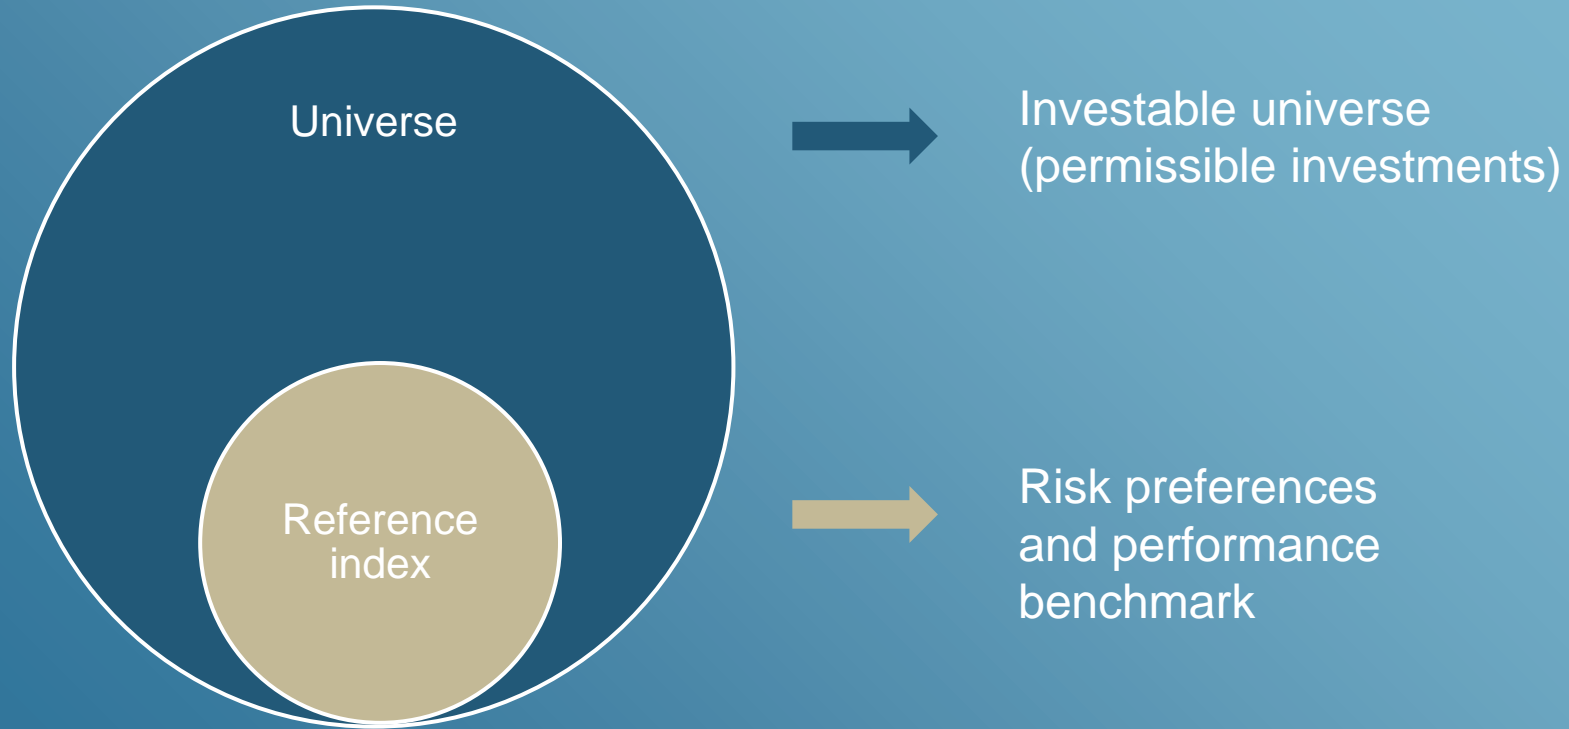 Universe
Investable universe
(permissible investments)
Reference
index
Risk preferences
and performance
benchmark